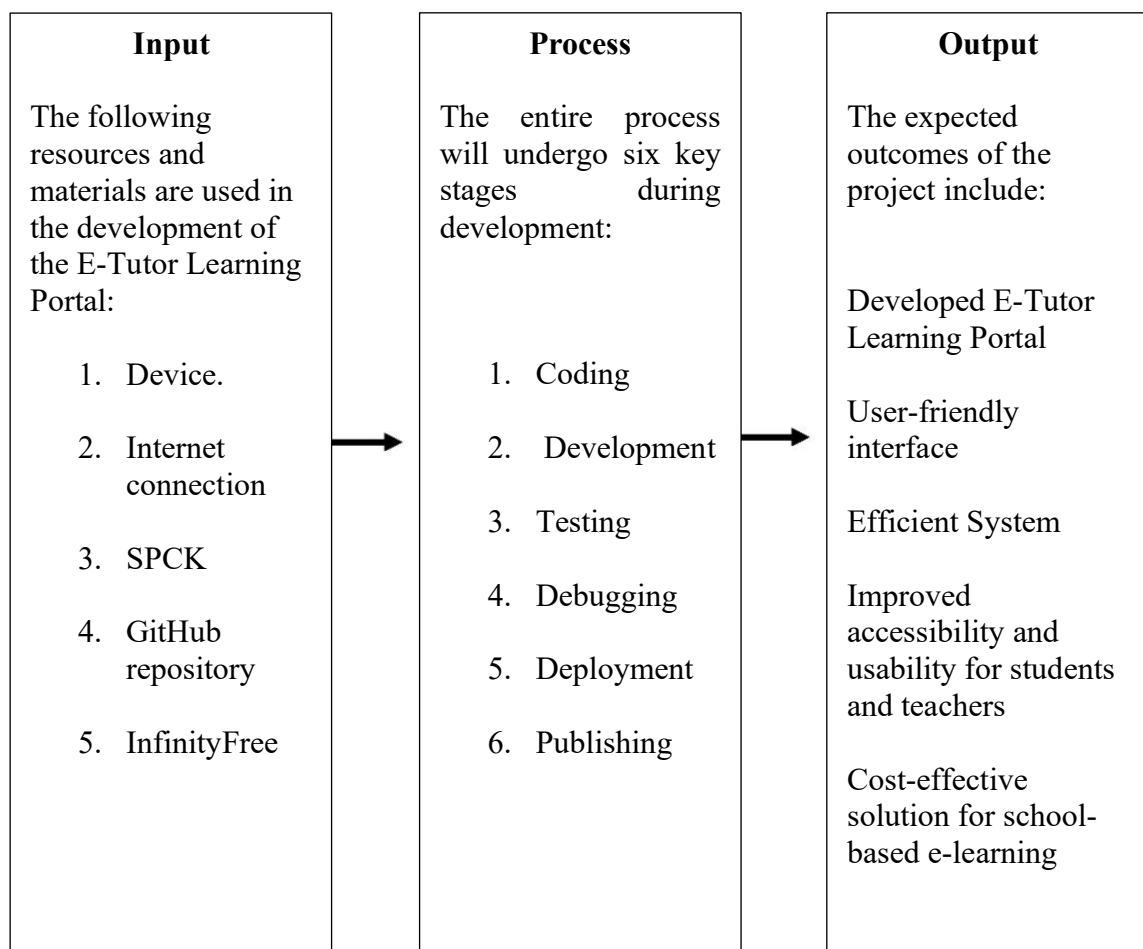 Input
The following
resources and
materials are used in
the development of
the E-Tutor Learning
Portal:
1. Device.
2. Internet
connection
3. SPCK
4. GitHub
repository
5. InfinityFree
Process
The entire process
will undergo six key
stages during
development:
1. Coding
2. Development
3. Testing
4. Debugging
5. Deployment
6. Publishing
Output
The expected
outcomes of the
project include:
Developed E-Tutor
Learning Portal
User-friendly
interface
Efficient System
Improved
accessibility and
usability for students
and teachers
Cost-effective
solution for school-
based e-learning